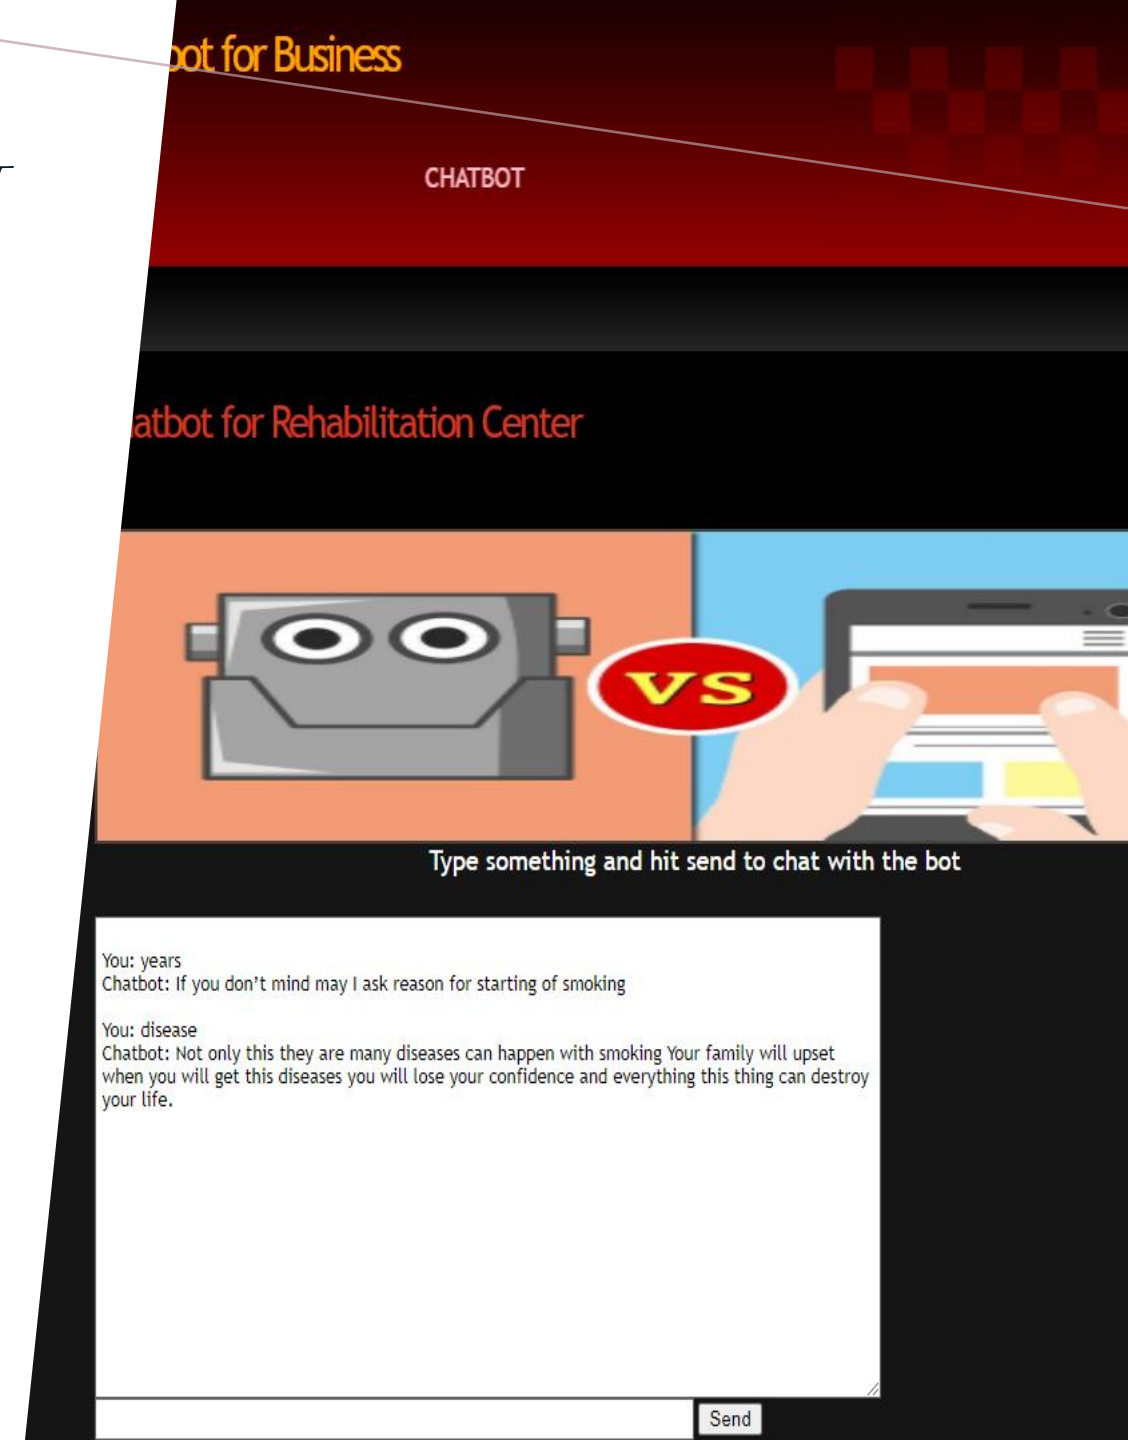 bot for Business
CHATBOT
atbot for Rehabilitation Center
VS
Type something and hit send to chat with the bot
You: years
Chatbot: If you don’t mind may I ask reason for starting of smoking
You: disease
Chatbot: Not only this they are many diseases can happen with smoking Your family will upset
when you will get this diseases you will lose your confidence and everything this thing can destroy
your life.
Send